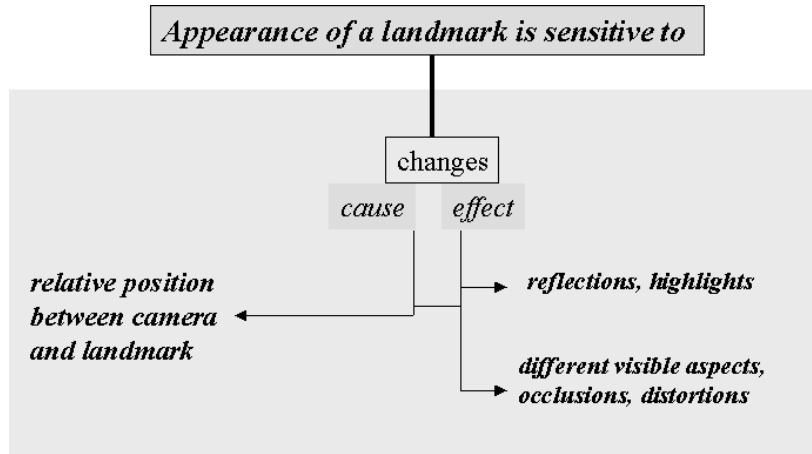 Appearance of a landmark is sensitive to
changes
cause
effect
relative position
between camera
and landmark
reflections, highlights
different visible aspects,
occlusions, distortions